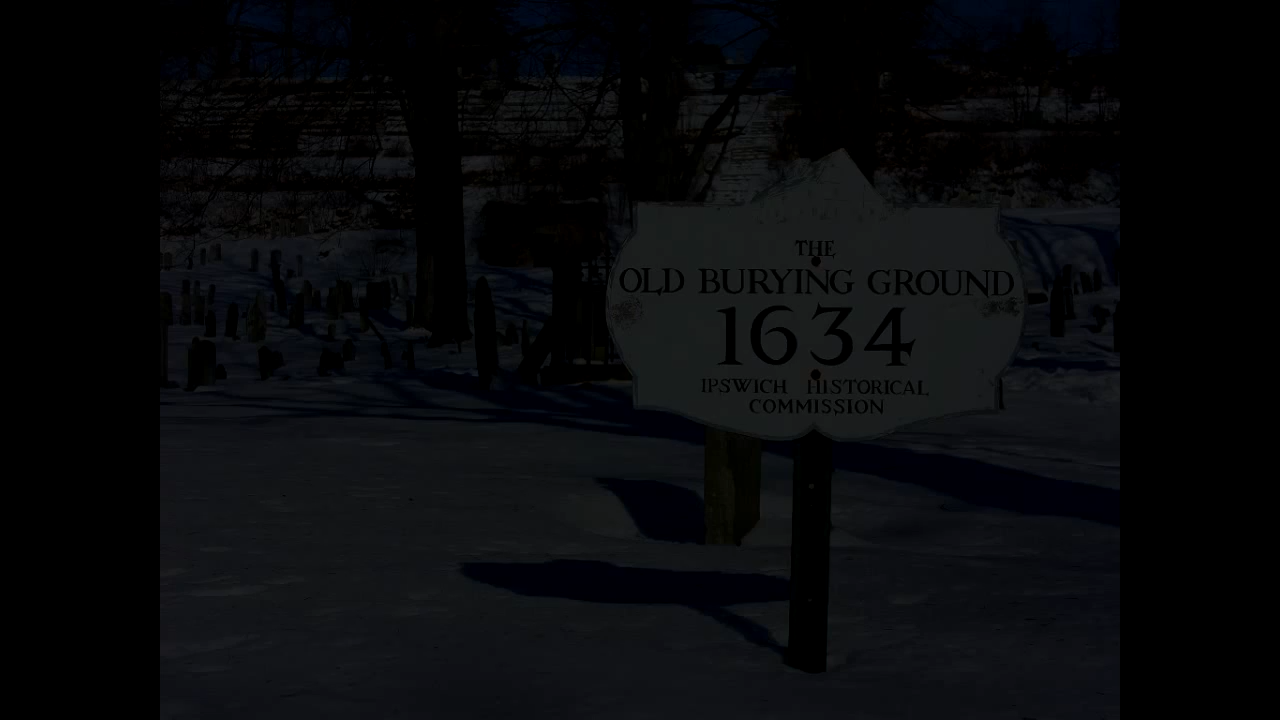 THE
OLD BURYING GROUND
1634
IPSWICH HISTORICAL
COMMISSION